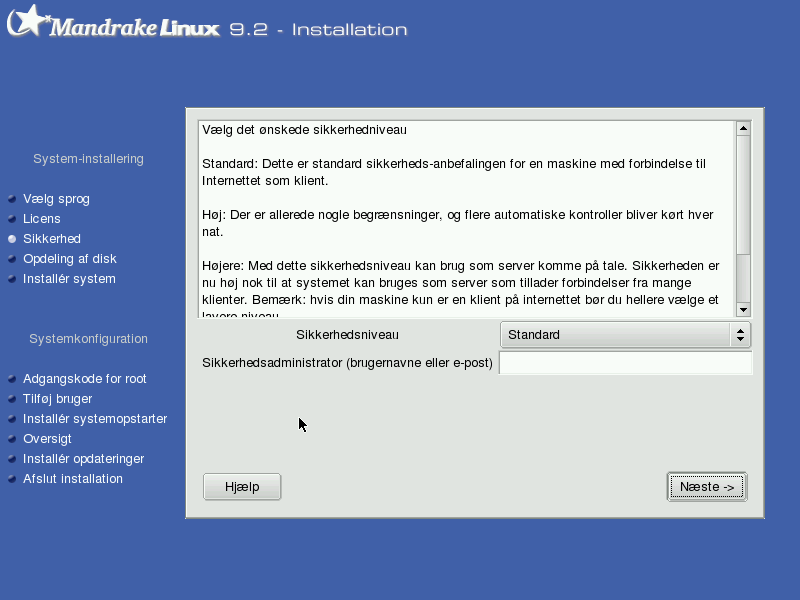 MandrakeLinux 9.2 - Installation
System-installering
Vælg sprog
Licens
Sikkerhed
Opdeling af disk
Installér system
Systemkonfiguration
Adgangskode for root
Tilføj bruger
Installér systemopstarter
Oversigt
Installér opdateringer
Afslut installation
Vælg det ønskede sikkerhedniveau
Standard: Dette er standard sikkerheds-anbefalingen for en maskine med forbindelse til
Internettet som klient.
Høj: Der er allerede nogle begrænsninger, og flere automatiske kontroller bliver kørt hver
nat.
Højere: Med dette sikkerhedsniveau kan brug som server komme på tale. Sikkerheden er
nu høj nok til at systemet kan bruges som server som tillader forbindelser fra mange
klienter. Bemærk: hvis din maskine kun er en klient på internettet bør du hellere vælge et
lavere niveau.
Sikkerhedsniveau
Standard
Sikkerhedsadministrator (brugernavne eller e-post)
Hjælp
Næste ->